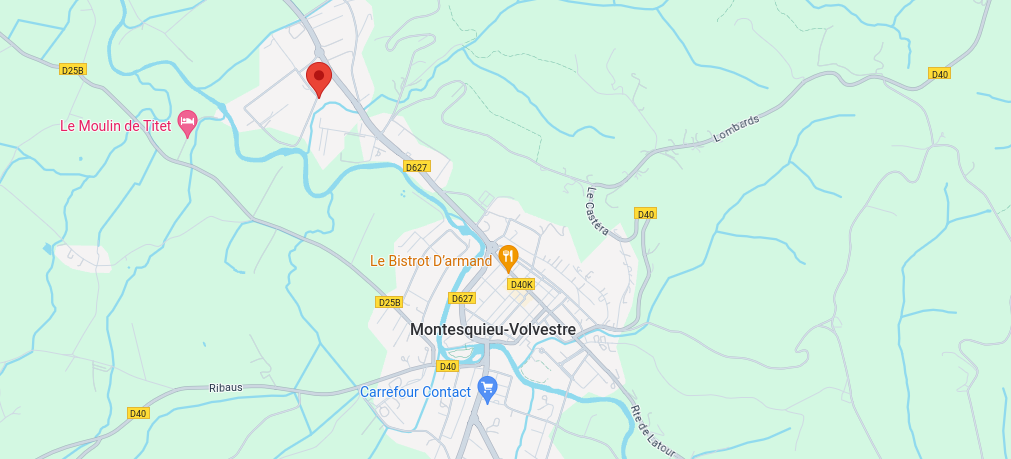 D25B
D40
Le Moulin de Titet
Lombards
D627
Le Castéra
D40
Le Bistrot D'armand
D40K
D25B
D627
Montesquieu-Volvestre
D40
Ribaus
Carrefour Contact
D40
Rte de Latour